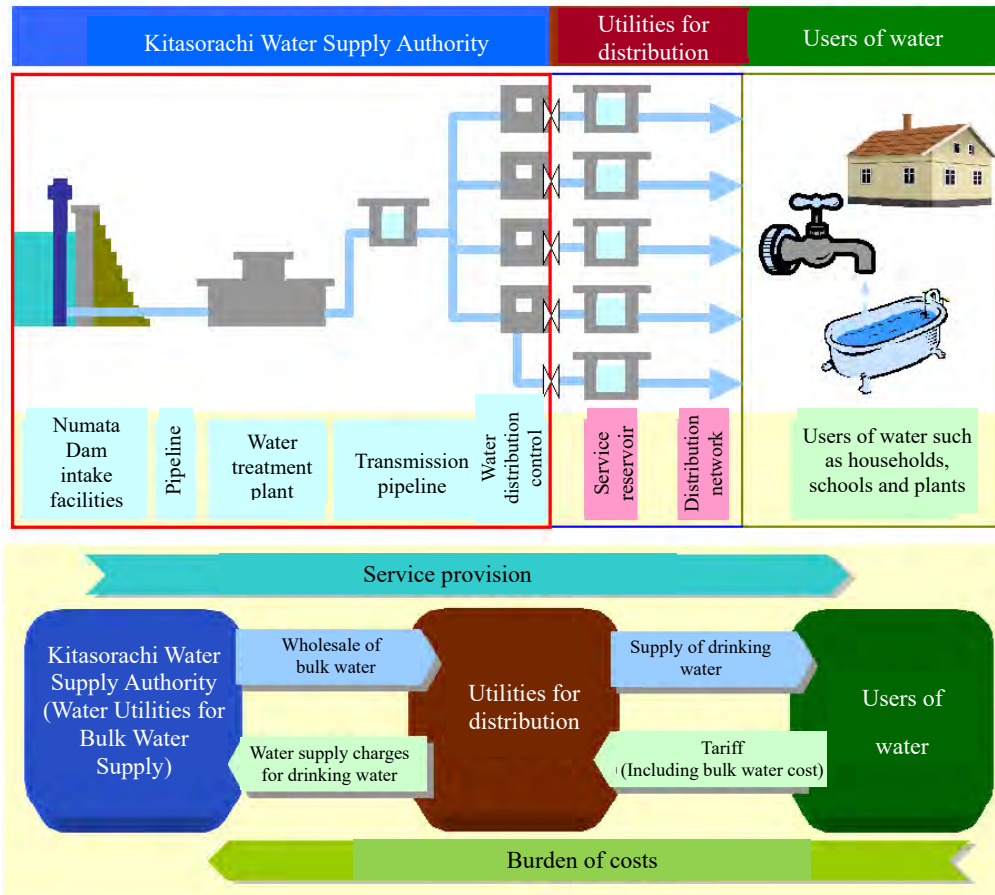 Kitasorachi Water Supply Authority
Utilities for
distribution
Users of water
Numata
Dam
intake
facilities
Pipeline
Water
treatment
plant
Transmission
pipeline
Water
distribution
control
Service
reservoir
Distribution
network
Users of water such
as households,
schools and plants
Service provision
Kitasorachi Water
Supply Authority
(Water Utilities for
Bulk Water
Supply)
Wholesale of
bulk water
Water supply charges
for drinking water
Utilities for
distribution
Supply of drinking
water
Tariff
(Including bulk water cost)
Users of
water
Burden of costs